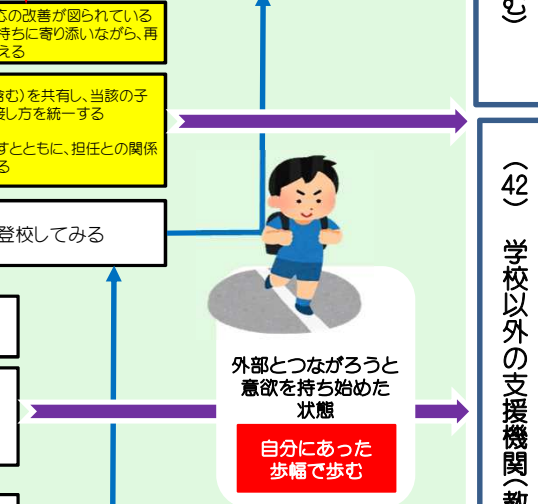 応の改善が図られている
持ちに寄り添いながら、再
える
含む)を共有し、当該の子
接し方を統一する
すとともに、担任との関係
る
登校してみる
外部とつながろうと
意欲を持ち始めた
状態
自分にあった
歩幅で歩む
む)
(42) 学校以外の支援機関(教